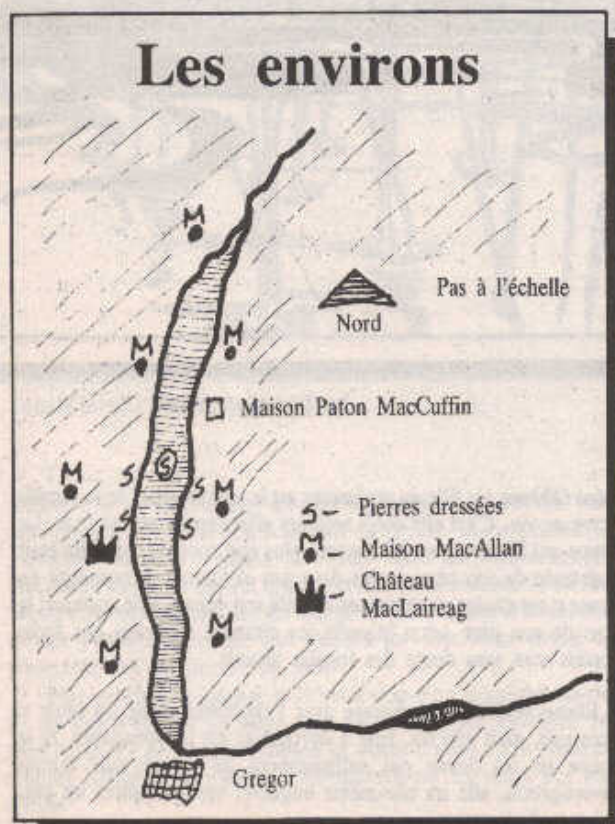 Les environs
M
Pas à l'échelle
Nord
M
M
Maison Paton MacCuffin
S
S
S
M
M
S
S
S - Pierres dressées
M - Maison MacAllan
Château
MacLaireag
M
M
Gregor